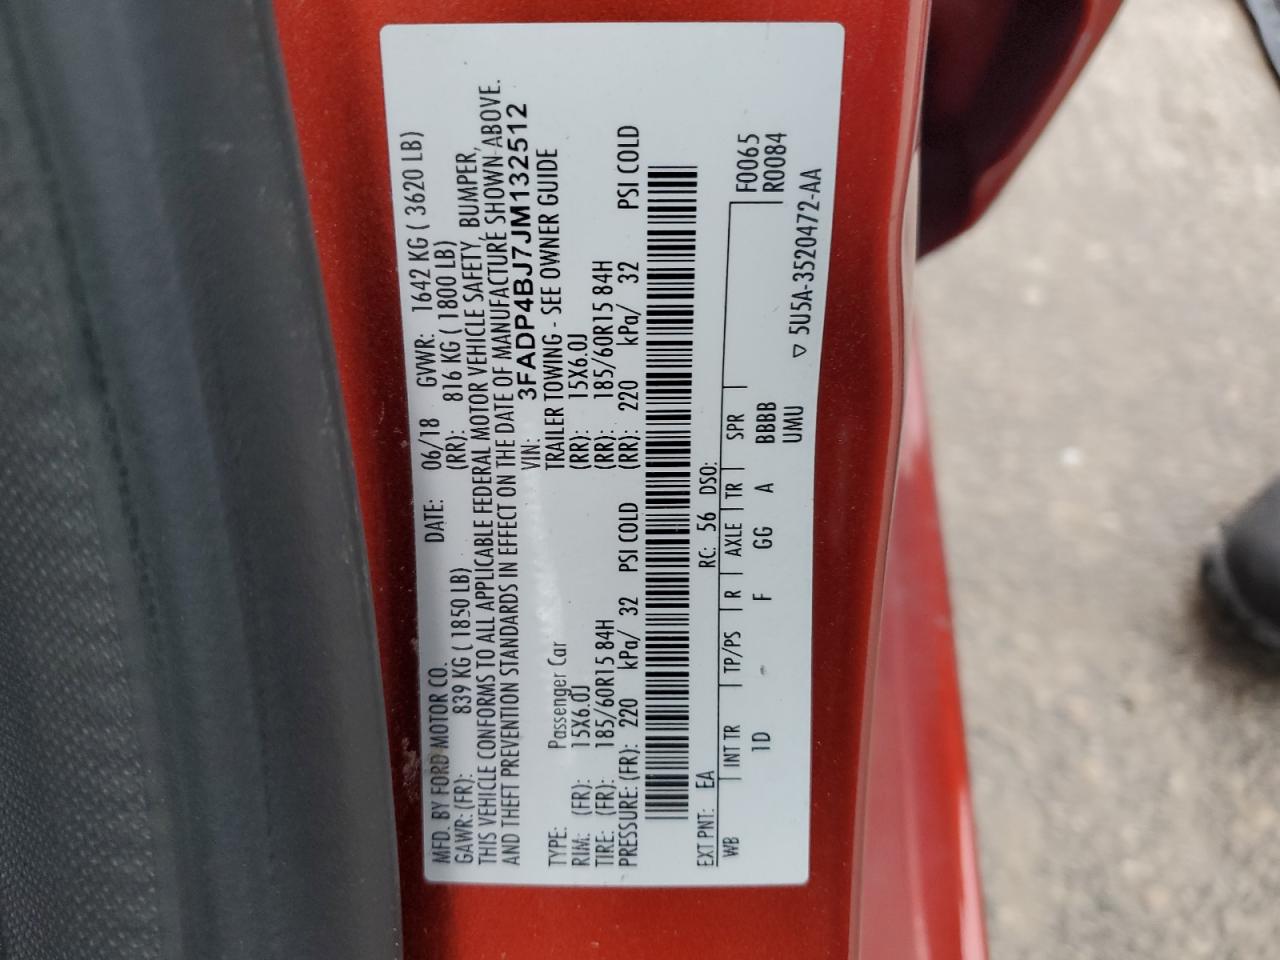 MFD. BY FORD MOTOR CO. DATE: 06/18 GVWR: 1642 KG ( 3620 LB)
GAWR: (FR): 839 KG ( 1850 LB) (RR): 816 KG ( 1800 LB)
THIS VEHICLE CONFORMS TO ALL APPLICABLE FEDERAL MOTOR VEHICLE SAFETY, BUMPER,
AND THEFT PREVENTION STANDARDS IN EFFECT ON THE DATE OF MANUFACTURE SHOWN ABOVE.
VIN: 3FADP4BJ7JM132512
TYPE: Passenger Car TRAILER TOWING - SEE OWNER GUIDE
RIM: (FR): 15X6.0J (RR): 15X6.0J
TIRE: (FR): 185/60R15 84H (RR): 185/60R15 84H
PRESSURE: (FR): 220 kPa/ 32 PSI COLD (RR): 220 kPa/ 32 PSI COLD
EXT PNT: EA RC: 56 DSO: F0065
WB INT TR TP/PS R AXLE TR SPR R0084
1D - F GG A BBBB
UMU
▽ 5U5A-3520472-AA